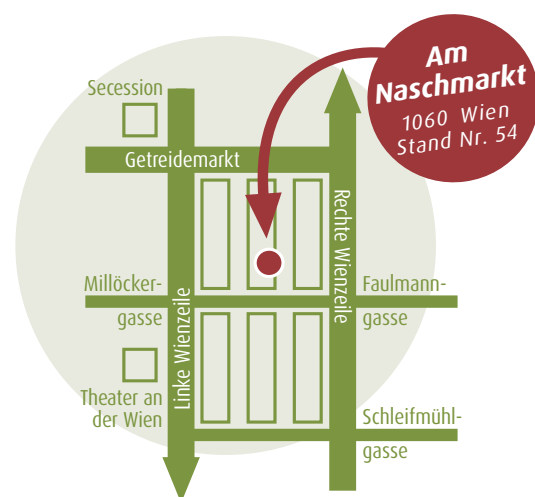 Am
Naschmarkt
1060 Wien
Stand Nr. 54
Secession
Getreidemarkt
Rechte Wienzeile
Millöcker-
gasse
Faulmann-
gasse
Linke Wienzeile
Theater an
der Wien
Schleifmühl-
gasse